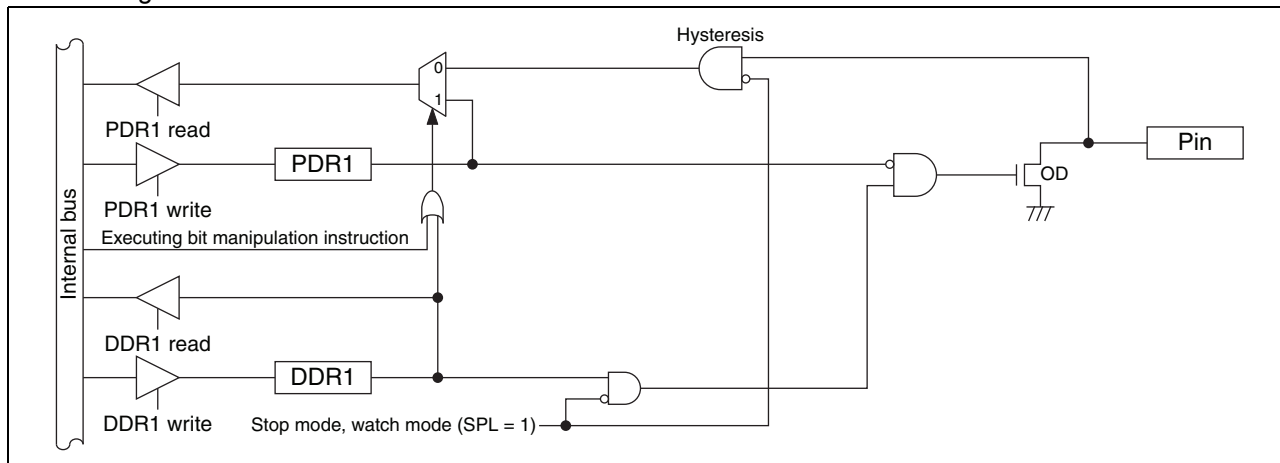 Hysteresis
0
1
PDR1 read
PDR1
Pin
OD
PDR1 write
Executing bit manipulation instruction
Internal bus
DDR1 read
DDR1
DDR1 write
Stop mode, watch mode (SPL = 1)